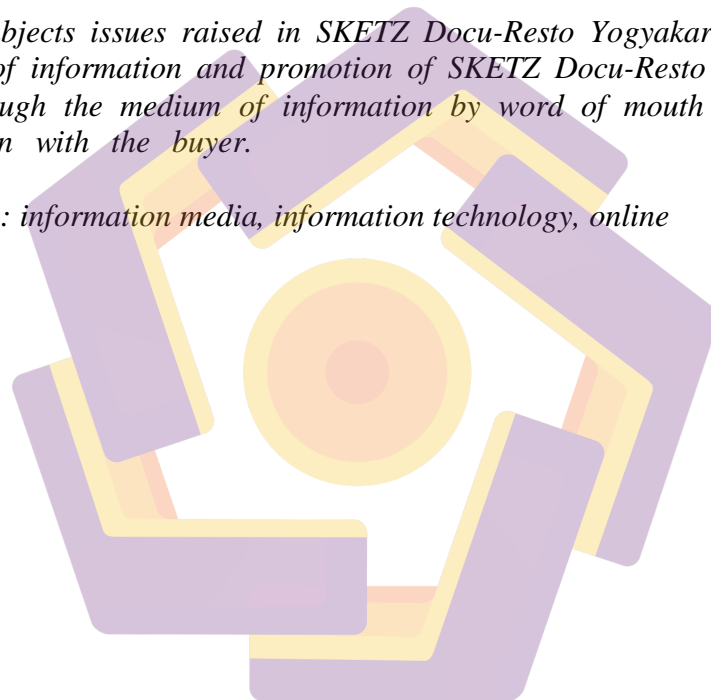 bjects issues raised in SKETZ Docu-Resto Yogyakar
of information and promotion of SKETZ Docu-Resto
ugh the medium of information by word of mouth
n with the buyer.
: information media, information technology, online